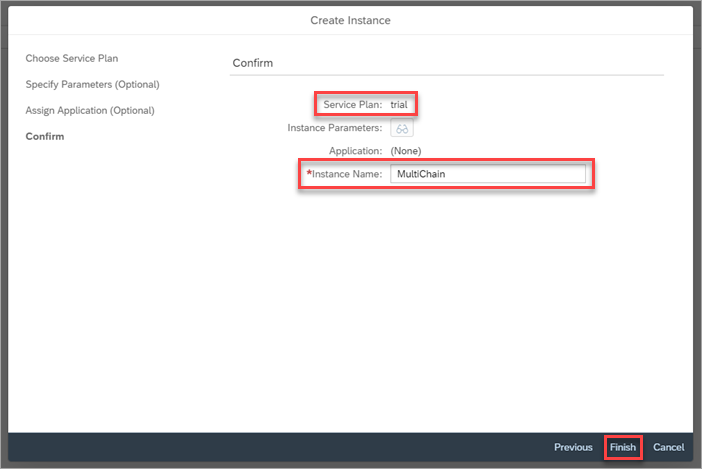 Create Instance
Choose Service Plan
Specify Parameters (Optional)
Assign Application (Optional)
Confirm
Confirm
Service Plan: trial
Instance Parameters:
Application: (None)
*Instance Name: MultiChain
Previous Finish Cancel